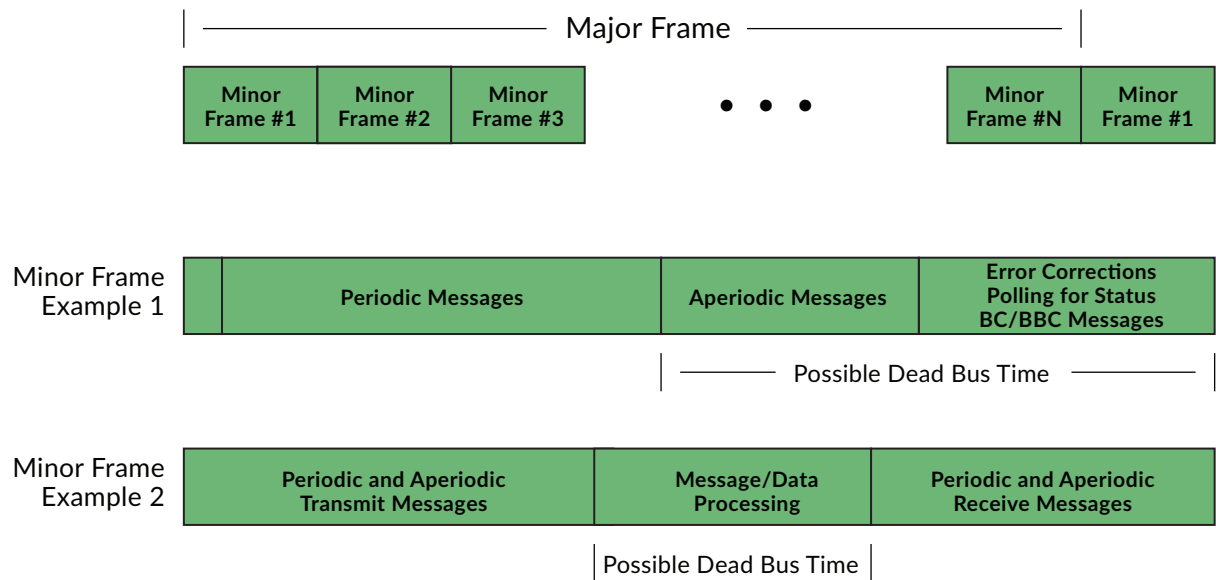 Major Frame
Minor
Frame #1
Minor
Frame #2
Minor
Frame #3
Minor
Frame #N
Minor
Frame #1
Minor Frame
Example 1
Periodic Messages
Aperiodic Messages
Error Corrections
Polling for Status
BC/BBC Messages
Possible Dead Bus Time
Minor Frame
Example 2
Periodic and Aperiodic
Transmit Messages
Message/Data
Processing
Periodic and Aperiodic
Receive Messages
Possible Dead Bus Time